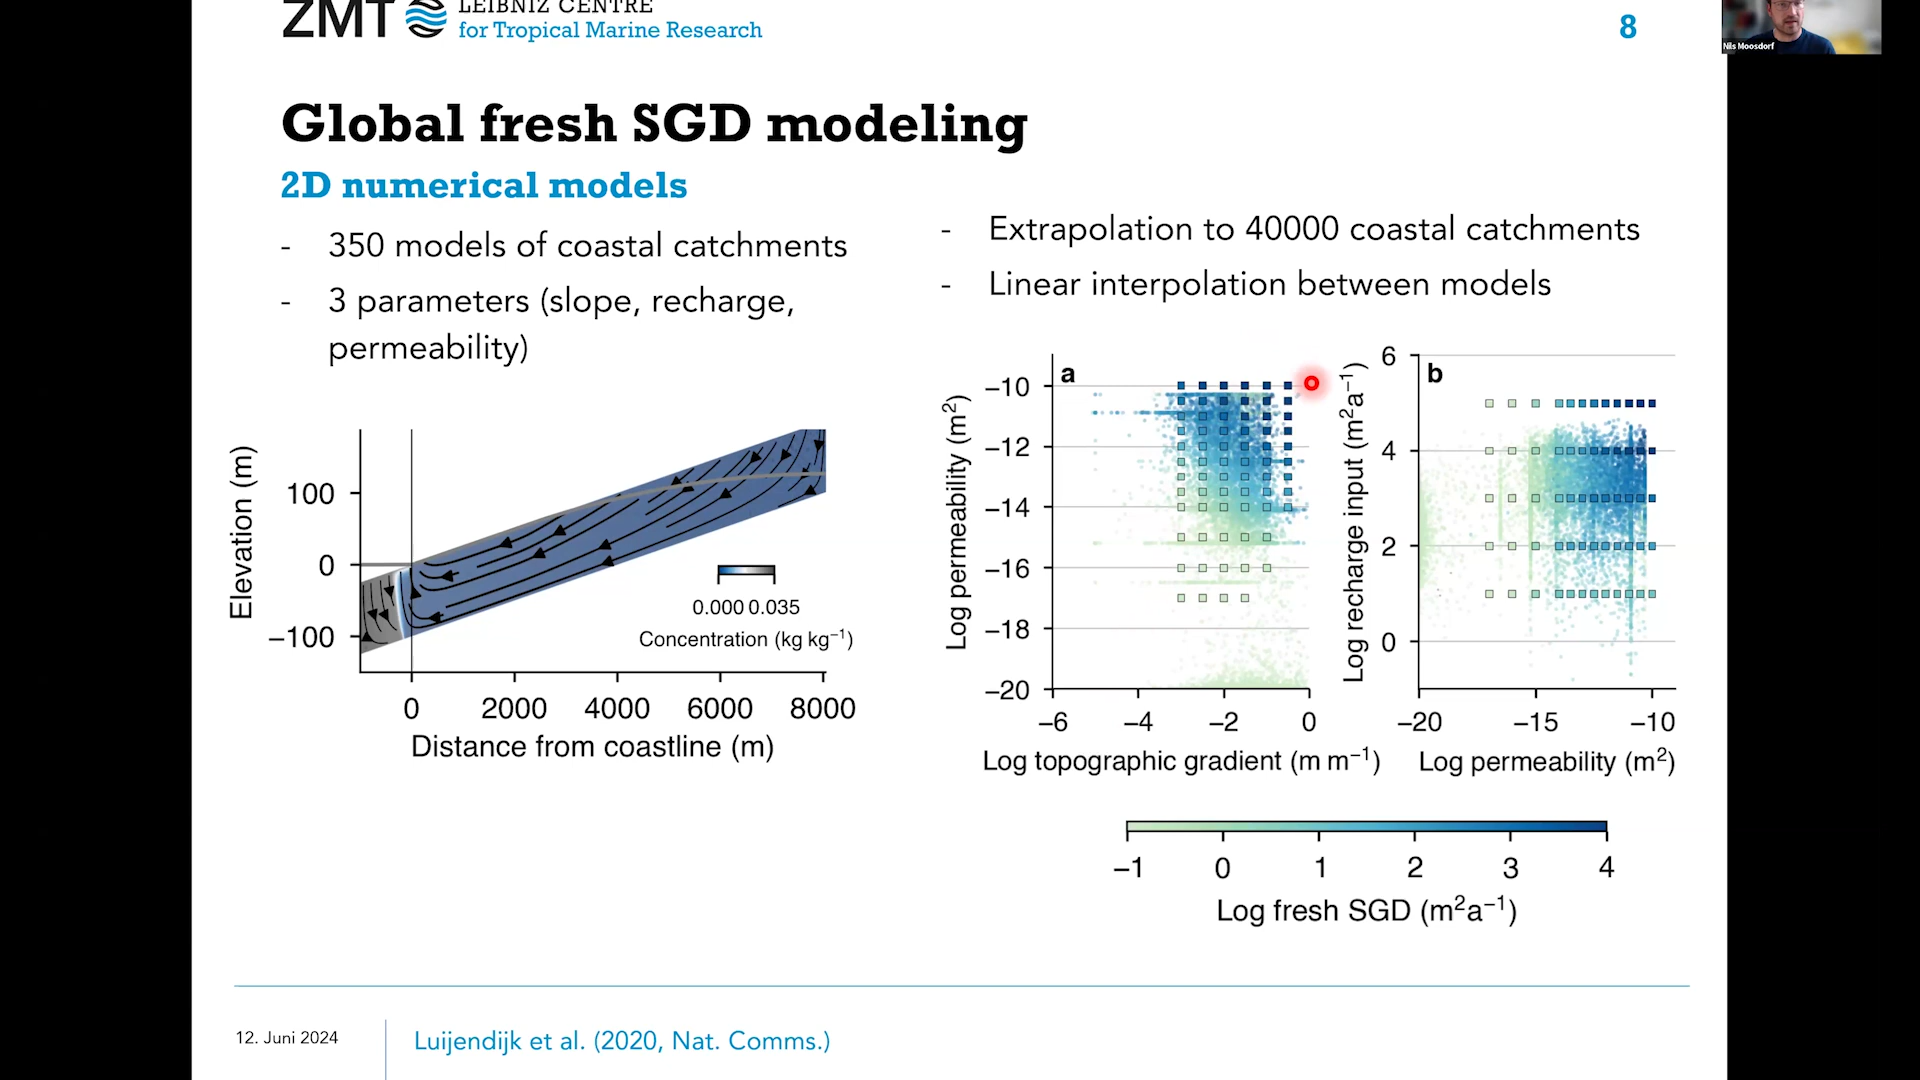 ZMT
LEIBNIZ CENTRE
for Tropical Marine Research
8
Nils Moosdorf
Global fresh SGD modeling
2D numerical models
- 350 models of coastal catchments
- 3 parameters (slope, recharge,
permeability)
- Extrapolation to 40000 coastal catchments
- Linear interpolation between models
Elevation (m)
100
0
−100
0.000 0.035
Concentration (kg kg⁻¹)
0 2000 4000 6000 8000
Distance from coastline (m)
a
Log permeability (m²)
−10
−12
−14
−16
−18
−20
−6 −4 −2 0
Log topographic gradient (m m⁻¹)
b
Log recharge input (m²a⁻¹)
6
4
2
0
−20 −15 −10
Log permeability (m²)
−1 0 1 2 3 4
Log fresh SGD (m²a⁻¹)
12. Juni 2024
Luijendijk et al. (2020, Nat. Comms.)